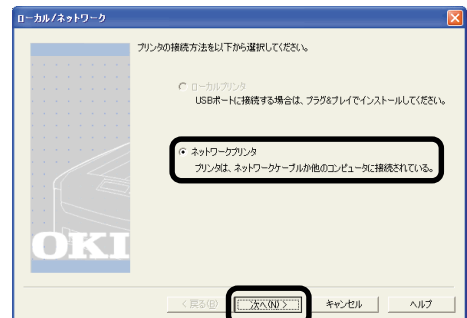 ローカル/ネットワーク
プリンタの接続方法を以下から選択してください。
ローカルプリンタ
USBポートに接続する場合は、プラグ&プレイでインストールしてください。
ネットワークプリンタ
プリンタは、ネットワークケーブルか他のコンピュータに接続されている。
OKI
< 戻る(B) 次へ(N) > キャンセル ヘルプ